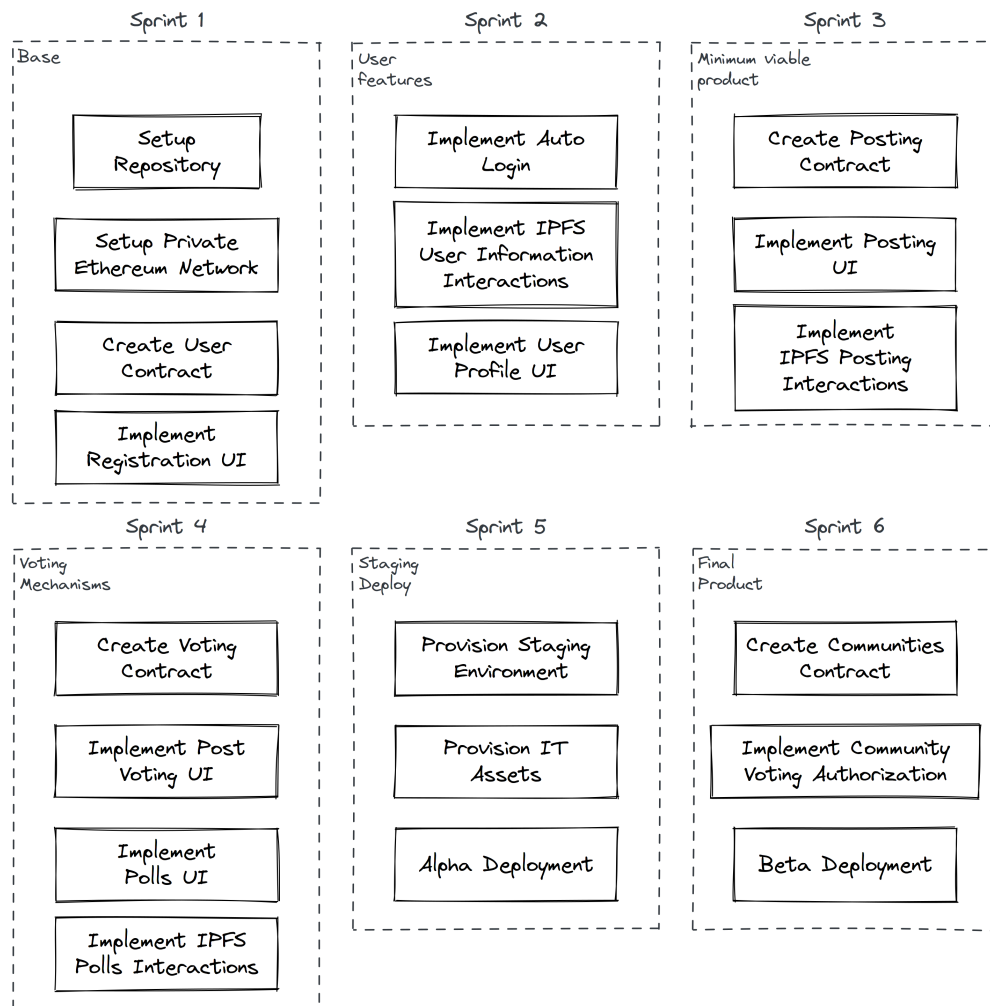 Sprint 1
Base
Setup
Repository
Setup Private
Ethereum Network
Create User
Contract
Implement
Registration UI
Sprint 2
User
features
Implement Auto
Login
Implement IPFS
User Information
Interactions
Implement User
Profile UI
Sprint 3
Minimum viable
product
Create Posting
Contract
Implement Posting
UI
Implement
IPFS Posting
Interactions
Sprint 4
Voting
Mechanisms
Create Voting
Contract
Implement Post
Voting UI
Implement
Polls UI
Implement IPFS
Polls Interactions
Sprint 5
Staging
Deploy
Provision Staging
Environment
Provision IT
Assets
Alpha Deployment
Sprint 6
Final
Product
Create Communities
Contract
Implement Community
Voting Authorization
Beta Deployment